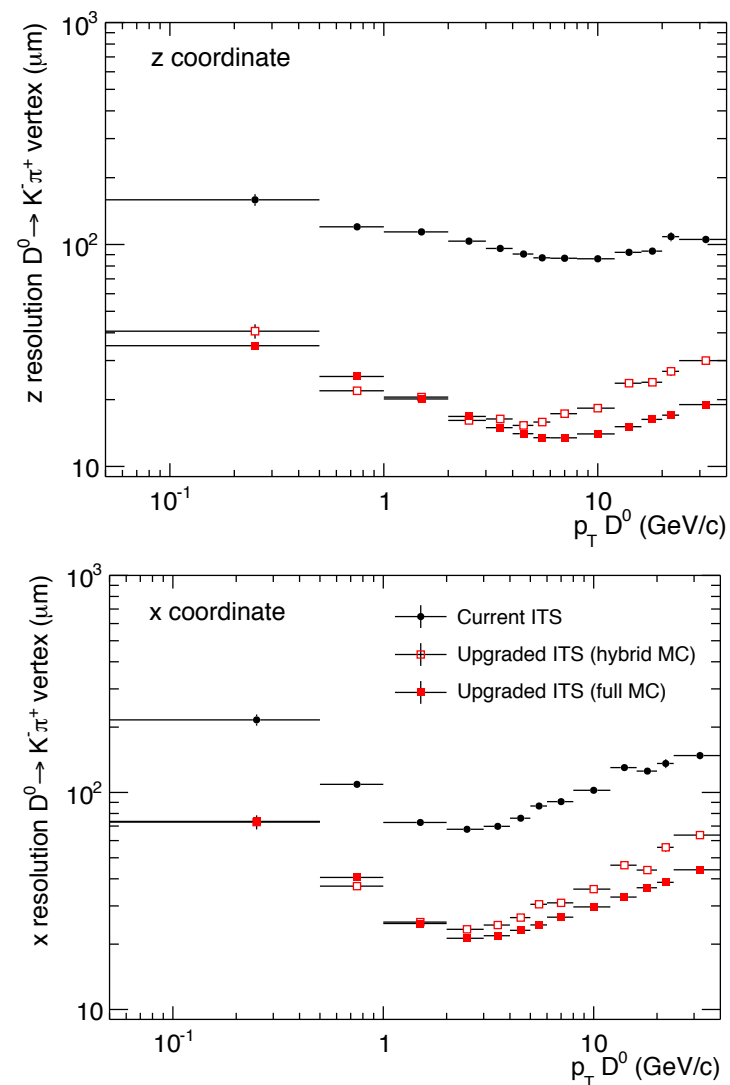 z coordinate
z resolution D⁰→ K⁻π⁺ vertex (μm)
10³
10²
10
10⁻¹
1
10
p_T D⁰ (GeV/c)
x coordinate
x resolution D⁰→ K⁻π⁺ vertex (μm)
Current ITS
Upgraded ITS (hybrid MC)
Upgraded ITS (full MC)
10³
10²
10
10⁻¹
1
10
p_T D⁰ (GeV/c)